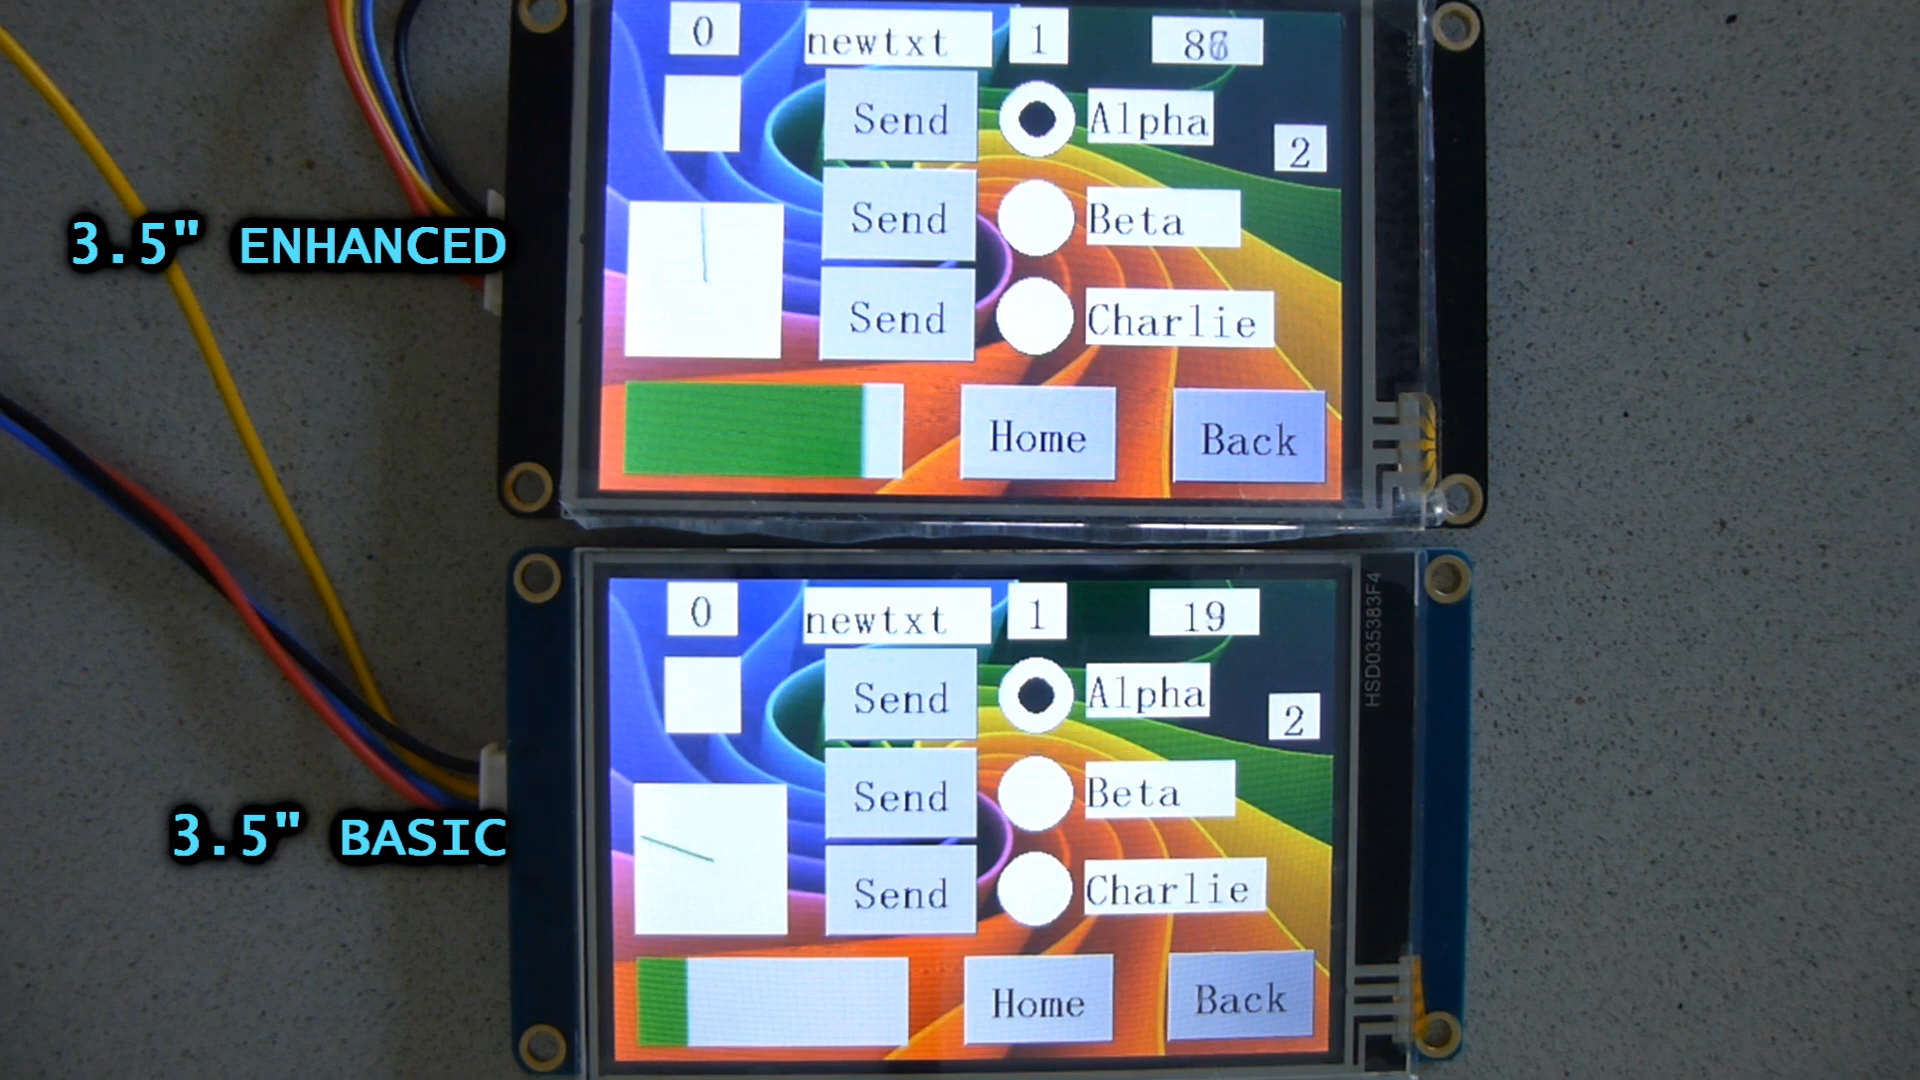 0 newtxt 1
Send Alpha
2
3.5" ENHANCED
Send Beta
Send Charlie
Home Back
0 newtxt 1 19
Send Alpha
2
HSD035383F4
Send Beta
3.5" BASIC
Send Charlie
Home Back